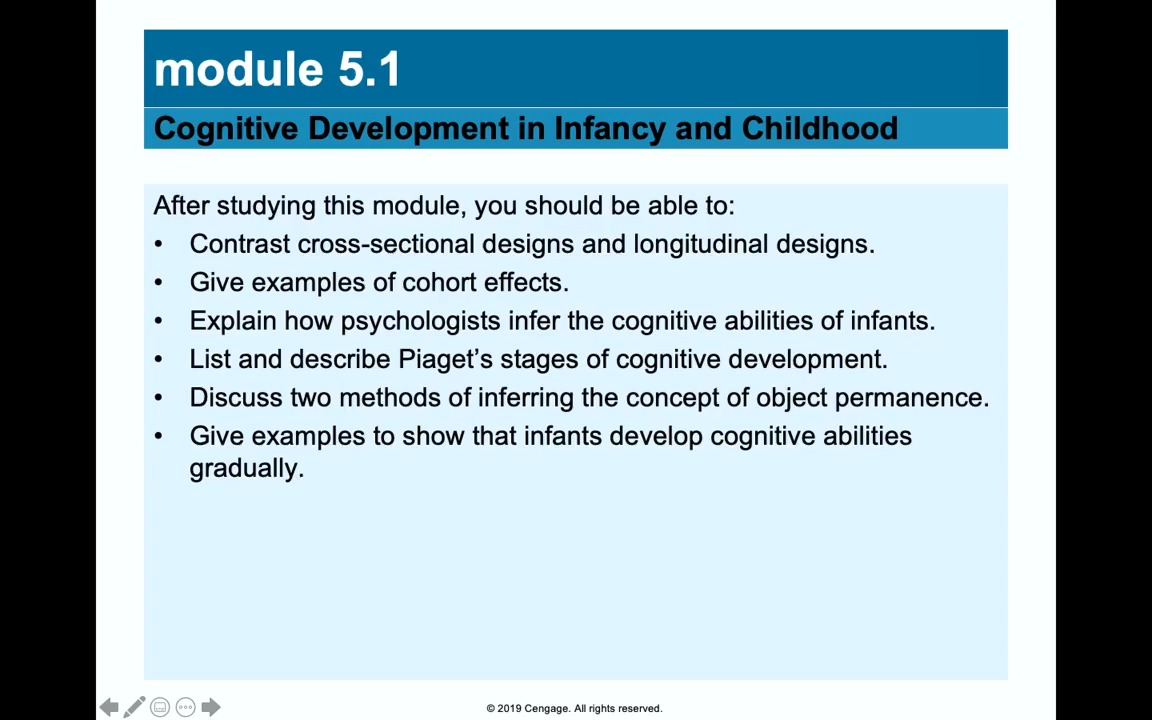 module 5.1
Cognitive Development in Infancy and Childhood
After studying this module, you should be able to:
• Contrast cross-sectional designs and longitudinal designs.
• Give examples of cohort effects.
• Explain how psychologists infer the cognitive abilities of infants.
• List and describe Piaget’s stages of cognitive development.
• Discuss two methods of inferring the concept of object permanence.
• Give examples to show that infants develop cognitive abilities
gradually.
© 2019 Cengage. All rights reserved.